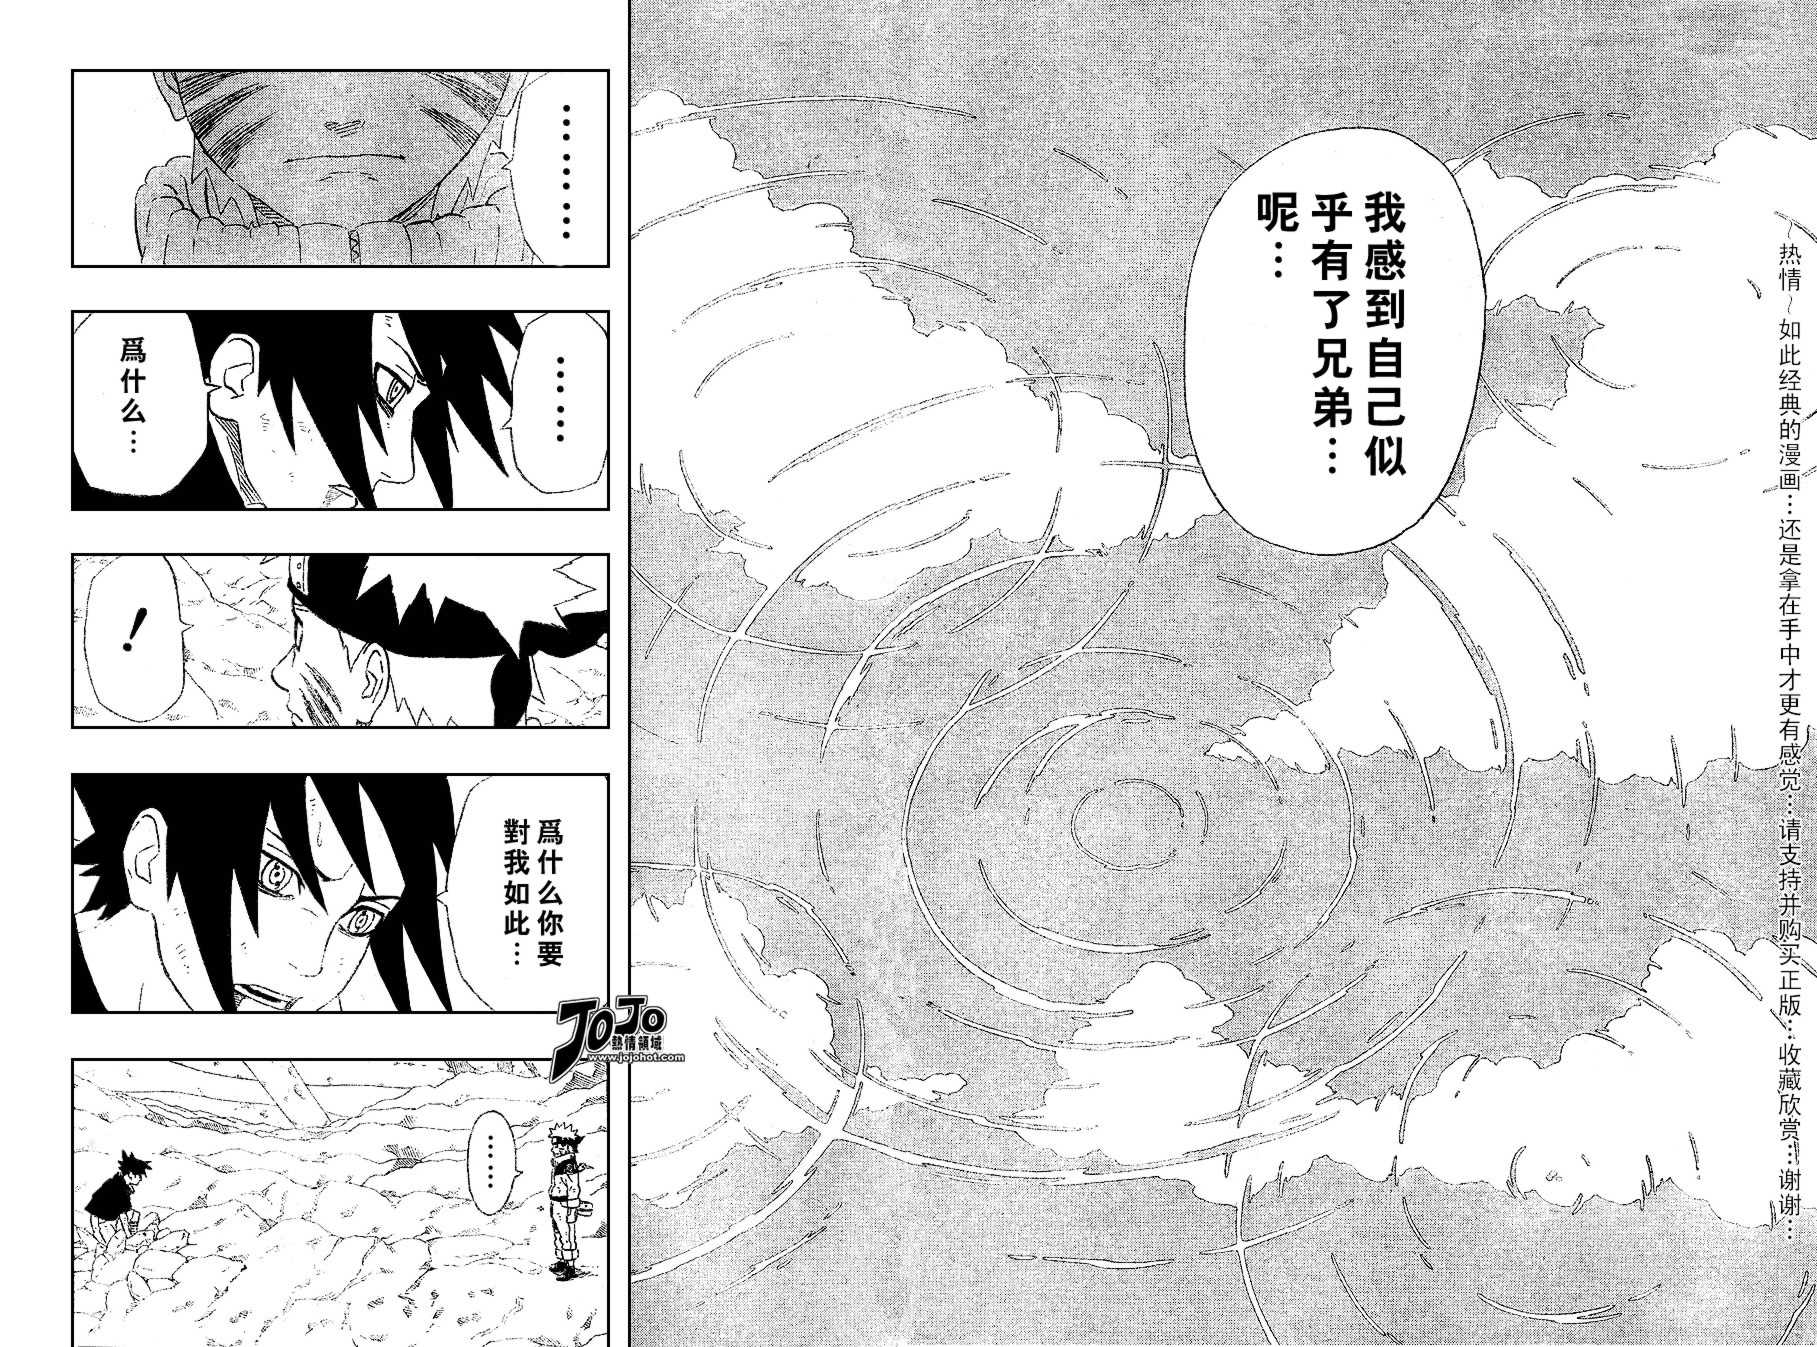 ~热情~如此经典的漫画…还是拿在手中才更有感觉…请支持并购买正版…收藏欣赏…谢谢…
我感到自己似
乎有了兄弟…
呢…
………
……
爲什么…
！
爲什么你要
對我如此…
……
JOJO
熱情領域
www.jojohot.com